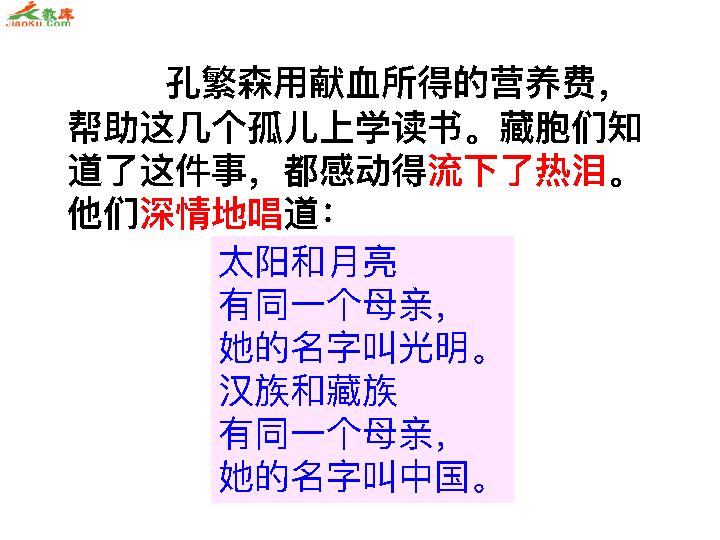 教库
JiaoKu.Com
孔繁森用献血所得的营养费，
帮助这几个孤儿上学读书。藏胞们知
道了这件事，都感动得流下了热泪。
他们深情地唱道：
太阳和月亮
有同一个母亲，
她的名字叫光明。
汉族和藏族
有同一个母亲，
她的名字叫中国。